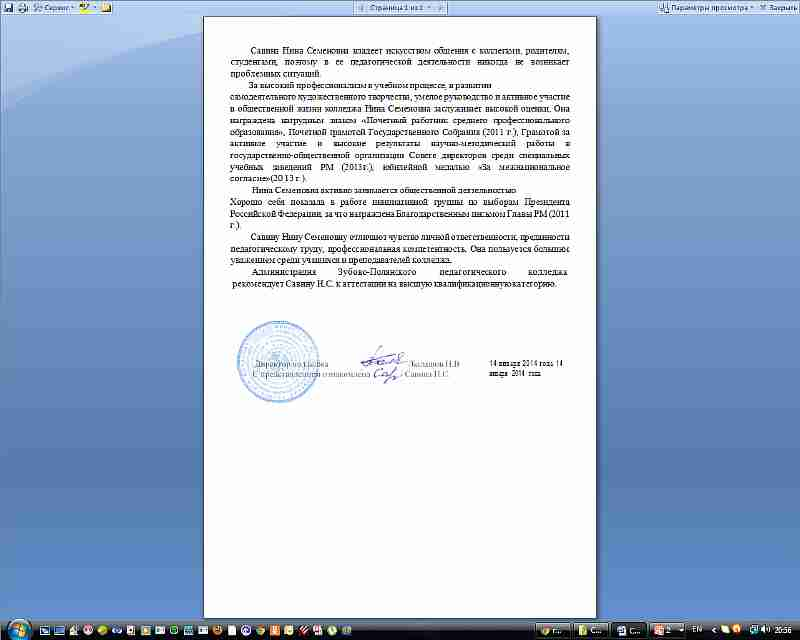 Сервис
Страница 2 из 2
Параметры просмотра
Закрыть
Савина Нина Семеновна владеет искусством общения с коллегами, родителям,
студентами, поэтому в ее педагогической деятельности никогда не возникает
проблемных ситуаций.
За высокий профессионализм в учебном процессе, в развитии
самодеятельного художественного творчества, умелое руководство и активное участие
в общественной жизни колледжа Нина Семеновна заслуживает высокой оценки. Она
награждена нагрудным знаком «Почетный работник среднего профессионального
образования», Почетной грамотой Государственного Собрания (2011 г.), Грамотой за
активное участие и высокие результаты научно-методической работы в
государственно-общественной организации Совете директоров средн специальных
учебных заведений РМ (2013г.), юбилейной медалью «За межнациональное
согласие»(20 13 г.).
Нина Семеновна активно занимается общественной деятельностью
Хорошо себя показала в работе инициативной группы по выборам Президента
Российской Федерации, за что награждена Благодарственным письмом Главы РМ (2011
г.).
Савину Нину Семеновну отличают чувство личной ответственности, преданности
педагогическому труду, профессиональная компетентность. Она пользуется большим
уважением среди учащихся и преподавателей колледжа.
Администрация Зубово-Полянского педагогического колледжа
рекомендует Савину Н.С. к аттестации на высшую квалификационную категорию.
Директор
14 января 2014 года 14
С представлением ознакомлена Савина Н.С.
января 2014 года
EN
20:56